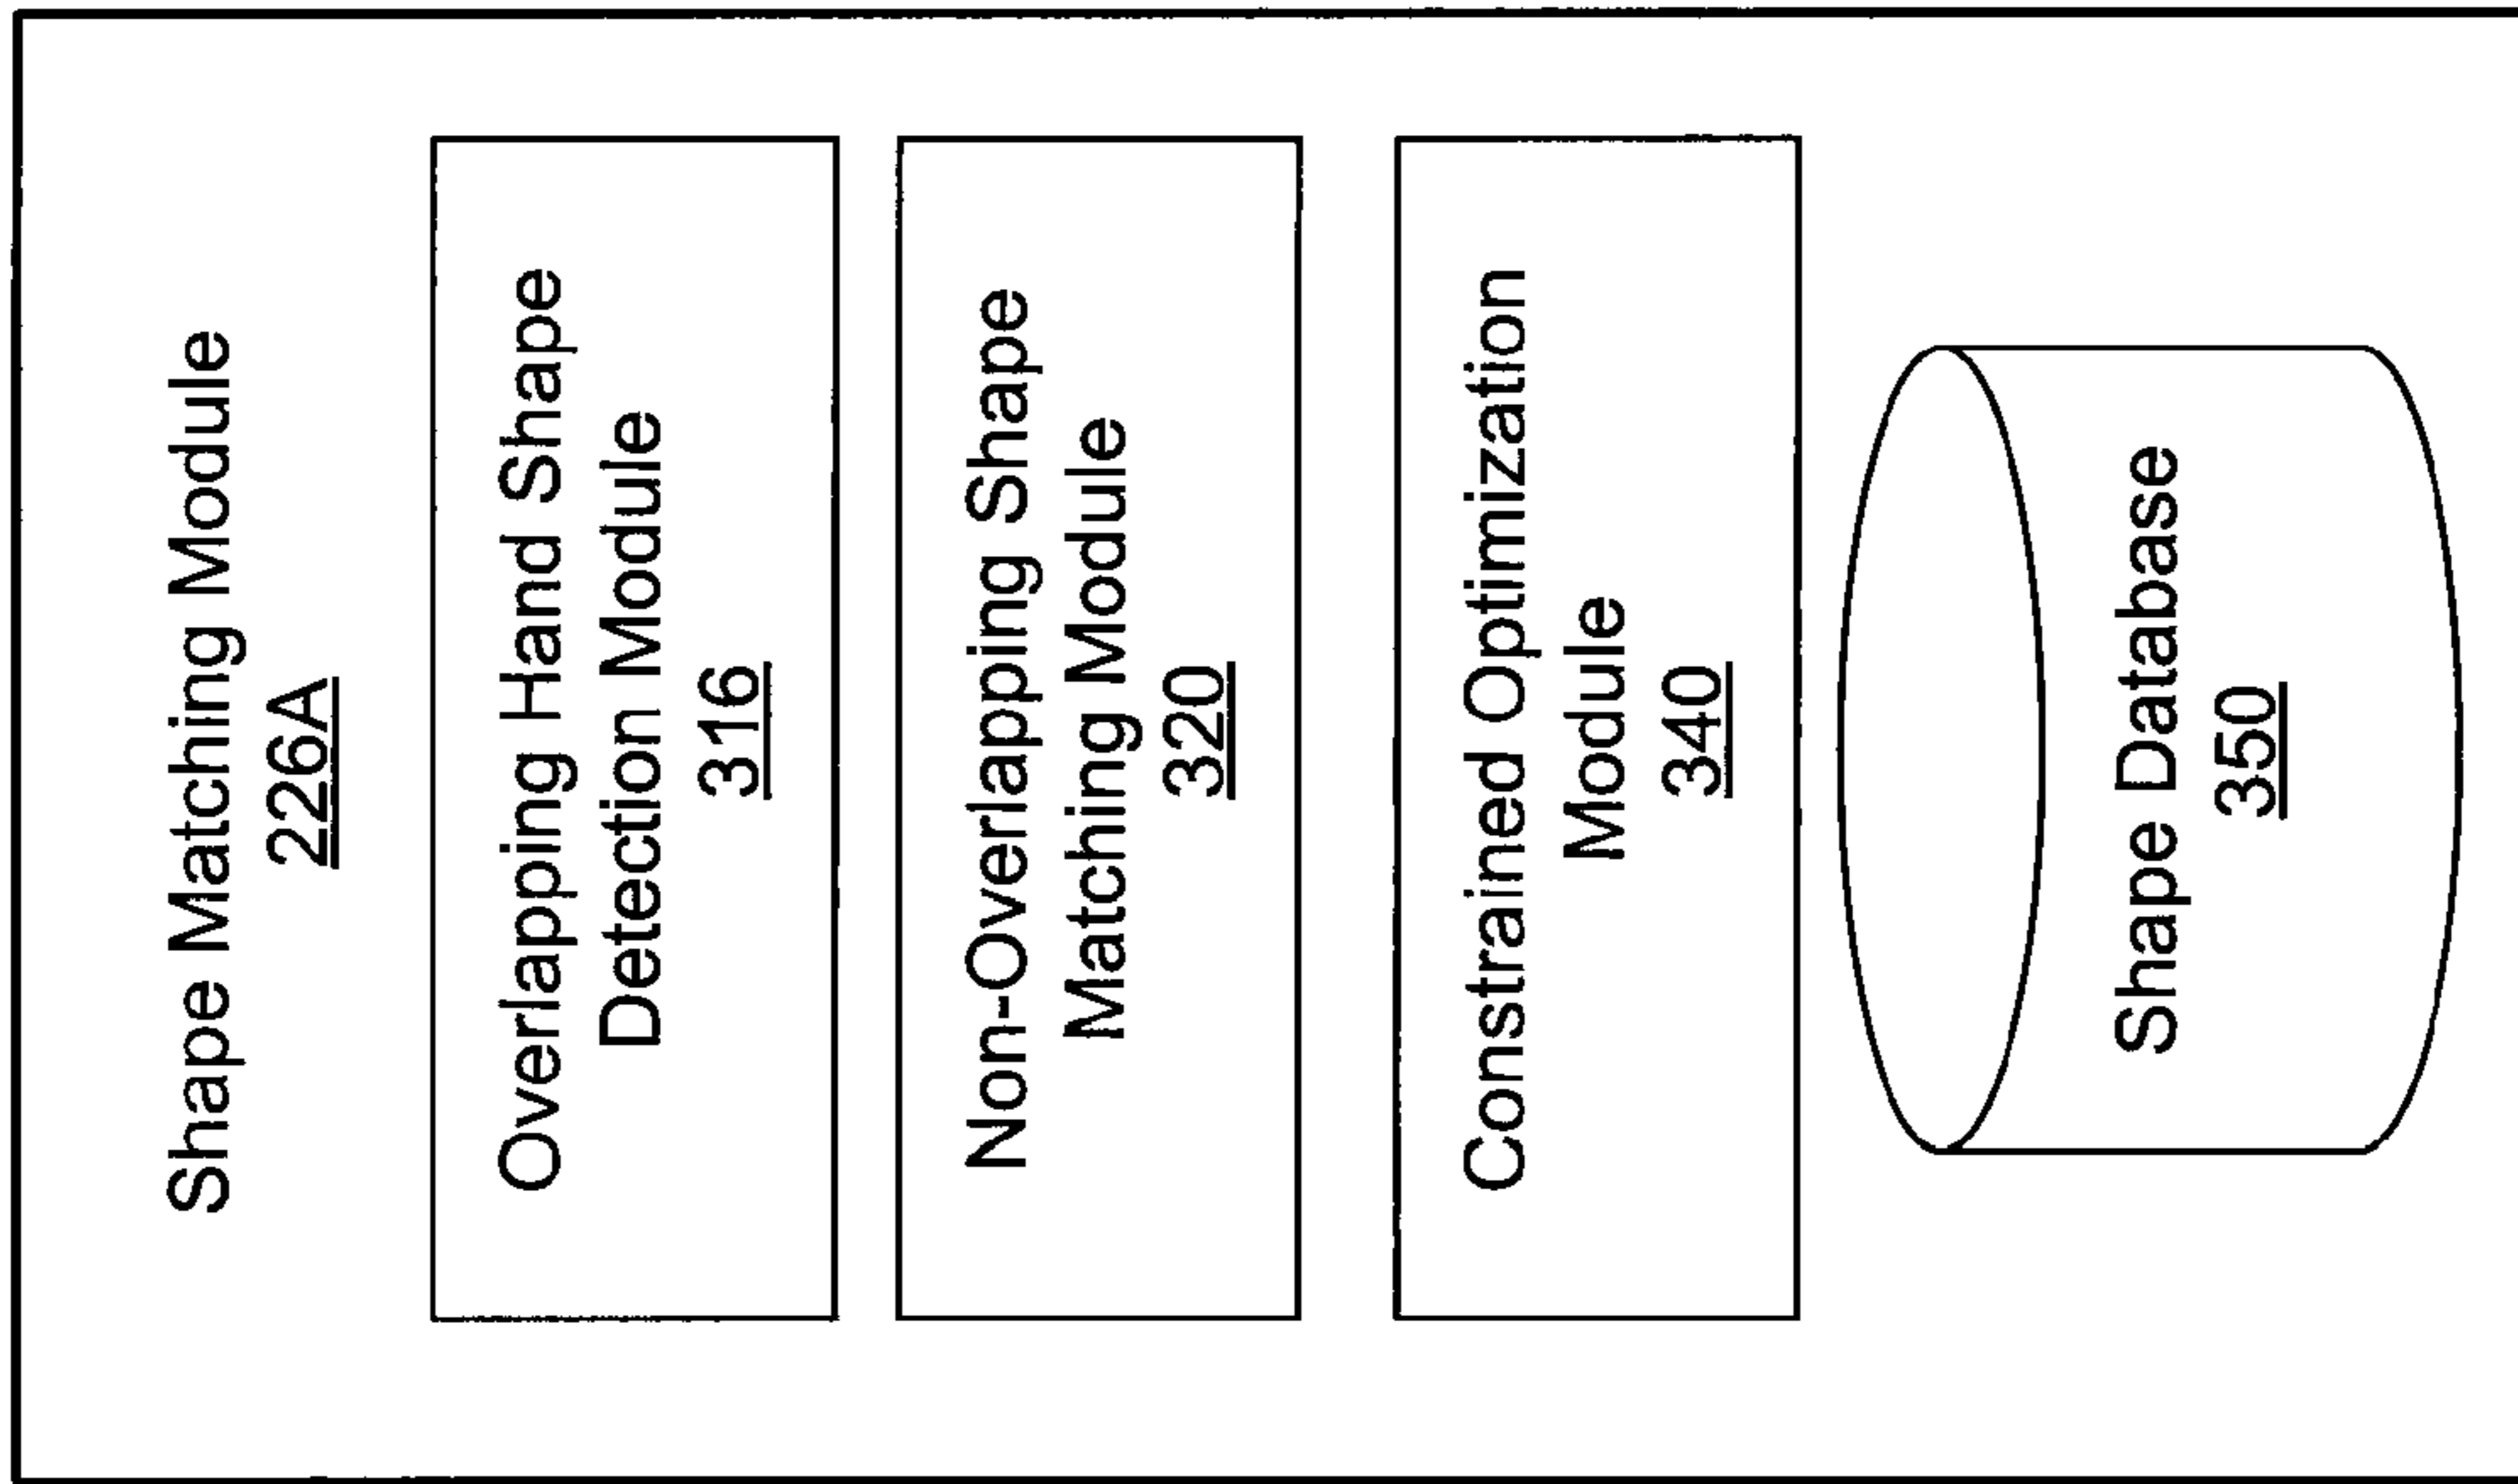 Shape Matching Module
226A
Overlapping Hand Shape
Detection Module
316
Non-Overlapping Shape
Matching Module
320
Constrained Optimization
Module
340
Shape Database
350